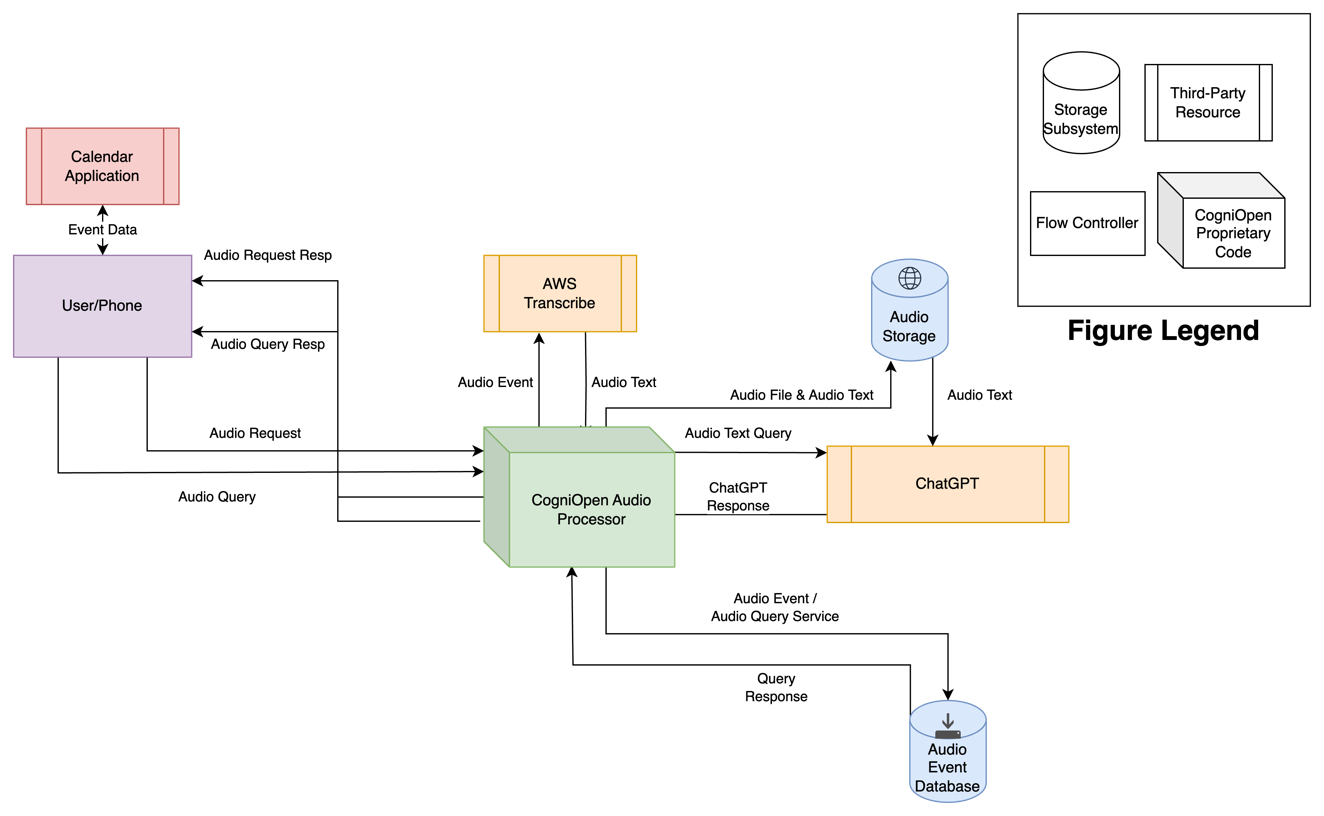 Storage
Subsystem
Third-Party
Resource
Flow Controller
CogniOpen
Proprietary
Code
Figure Legend
Calendar
Application
Event Data
User/Phone
Audio Request Resp
Audio Query Resp
Audio Request
Audio Query
AWS
Transcribe
Audio Event
Audio Text
Audio
Storage
Audio File & Audio Text
Audio Text
Audio Text Query
ChatGPT
ChatGPT
Response
CogniOpen Audio
Processor
Audio Event /
Audio Query Service
Query
Response
Audio
Event
Database